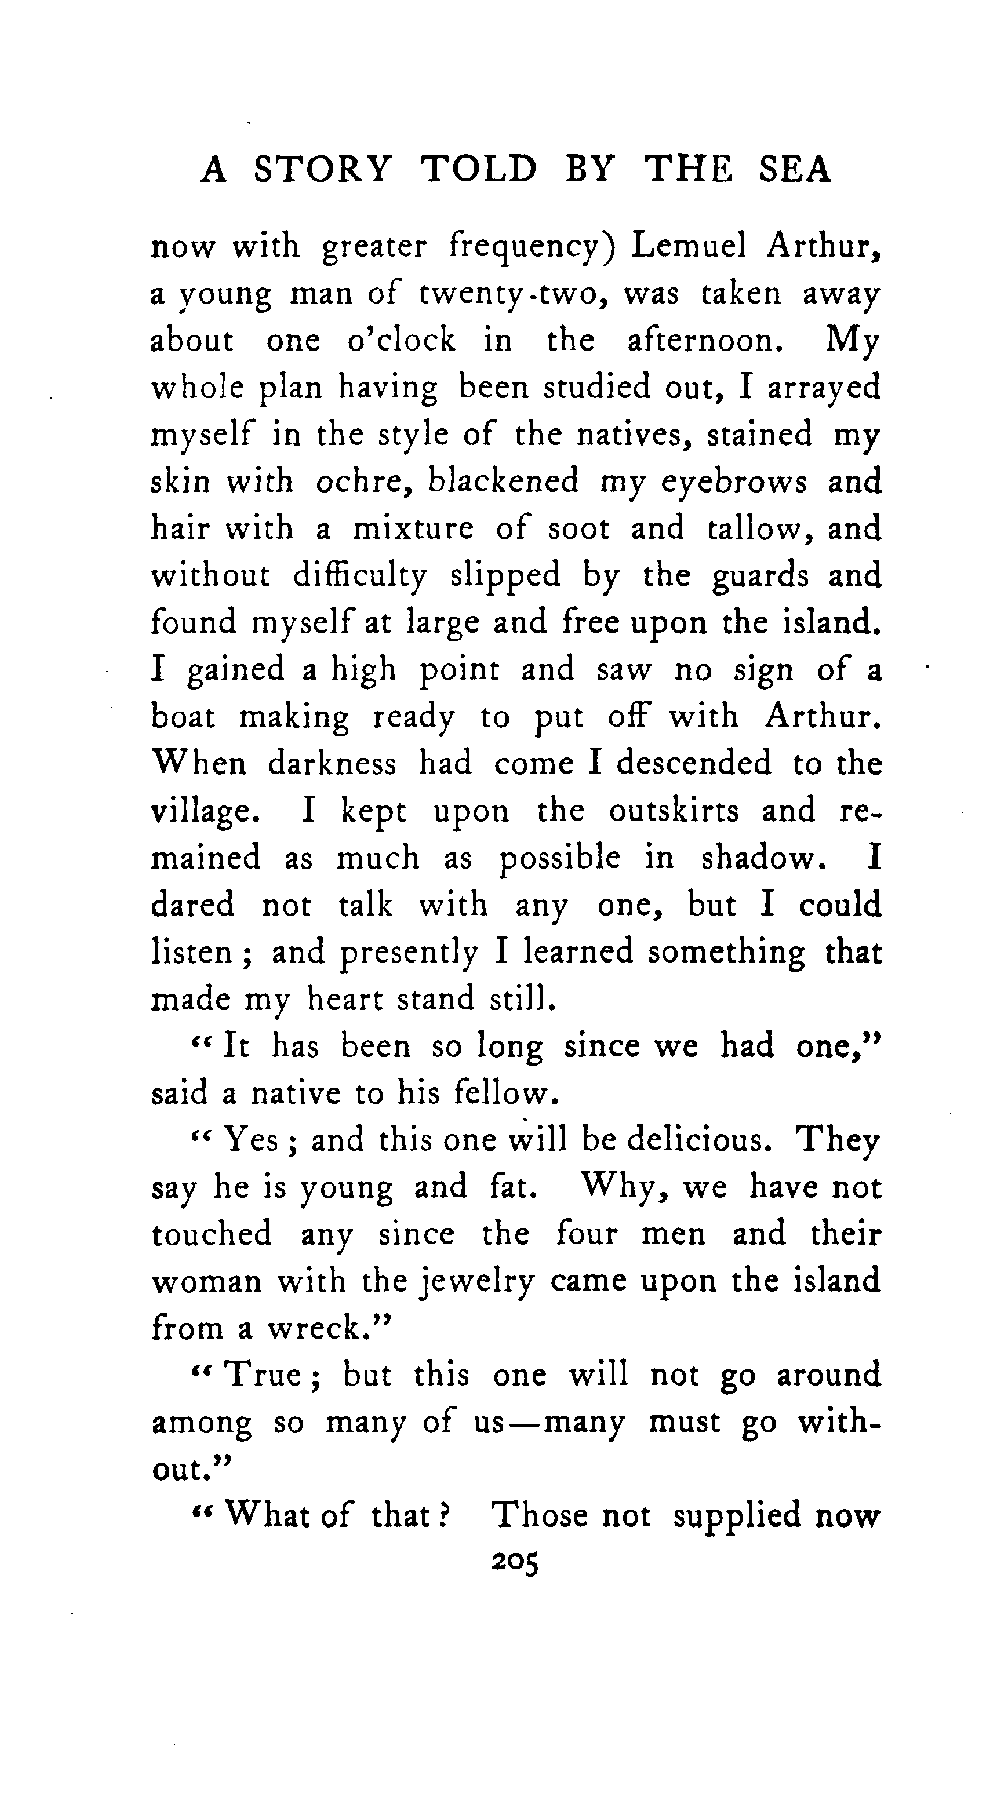 A STORY TOLD BY THE SEA
now with greater frequency) Lemuel Arthur,
a young man of twenty-two, was taken away
about one o'clock in the afternoon. My
whole plan having been studied out, I arrayed
myself in the style of the natives, stained my
skin with ochre, blackened my eyebrows and
hair with a mixture of soot and tallow, and
without difficulty slipped by the guards and
found myself at large and free upon the island.
I gained a high point and saw no sign of a
boat making ready to put off with Arthur.
When darkness had come I descended to the
village. I kept upon the outskirts and re-
mained as much as possible in shadow. I
dared not talk with any one, but I could
listen ; and presently I learned something that
made my heart stand still.
“ It has been so long since we had one,”
said a native to his fellow.
“ Yes ; and this one will be delicious. They
say he is young and fat. Why, we have not
touched any since the four men and their
woman with the jewelry came upon the island
from a wreck.”
“ True ; but this one will not go around
among so many of us—many must go with-
out.”
“ What of that ? Those not supplied now
205